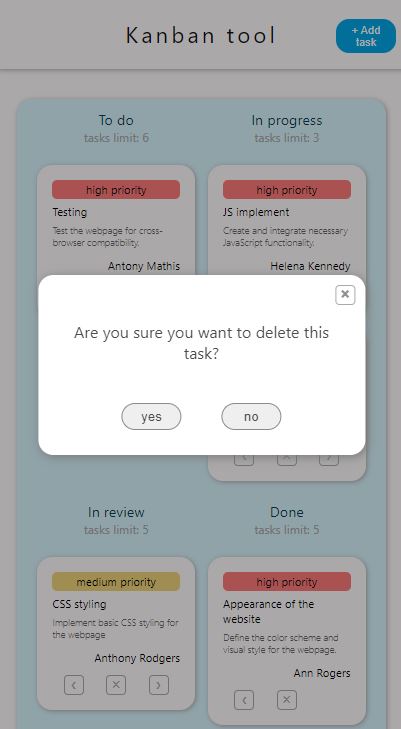 Kanban tool
+ Add
task
To do
tasks limit: 6
high priority
Testing
Test the webpage for cross-
browser compatibility.
Antony Mathis
In progress
tasks limit: 3
high priority
JS implement
Create and integrate necessary
JavaScript functionality.
Helena Kennedy
Are you sure you want to delete this
task?
yes
no
In review
tasks limit: 5
medium priority
CSS styling
Implement basic CSS styling for
the webpage
Anthony Rodgers
Done
tasks limit: 5
high priority
Appearance of the
website
Define the color scheme and
visual style for the webpage.
Ann Rogers